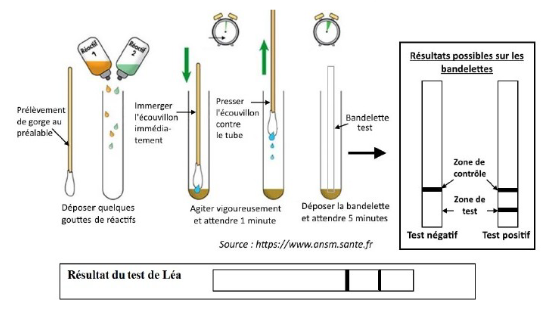 Réactif
1
Réactif
2
Prélèvement
de gorge au
préalable
Déposer quelques
gouttes de réactifs
Immerger
l'écouvillon
immédia-
tement
Presser
l'écouvillon
contre
le tube
Agiter vigoureusement
et attendre 1 minute
Bandelette
test
Déposer la bandelette
et attendre 5 minutes
Résultats possibles sur les
bandelettes
Zone de
contrôle
Zone de
test
Test négatif
Test positif
Source : https://www.ansm.sante.fr
Résultat du test de Léa